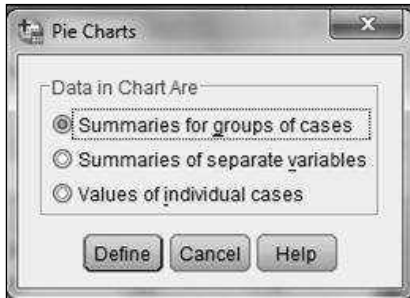 Pie Charts
Data in Chart Are
Summaries for groups of cases
Summaries of separate variables
Values of individual cases
Define Cancel Help